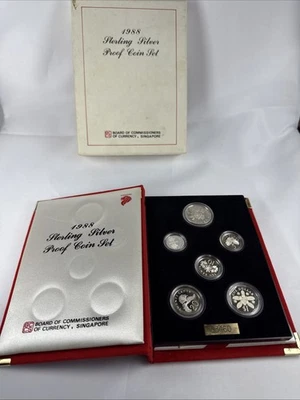 1988
Sterling Silver
Proof Coin Set
BOARD OF COMMISSIONERS
OF CURRENCY, SINGAPORE
1988
Sterling Silver
Proof Coin Set
BOARD OF COMMISSIONERS
OF CURRENCY, SINGAPORE